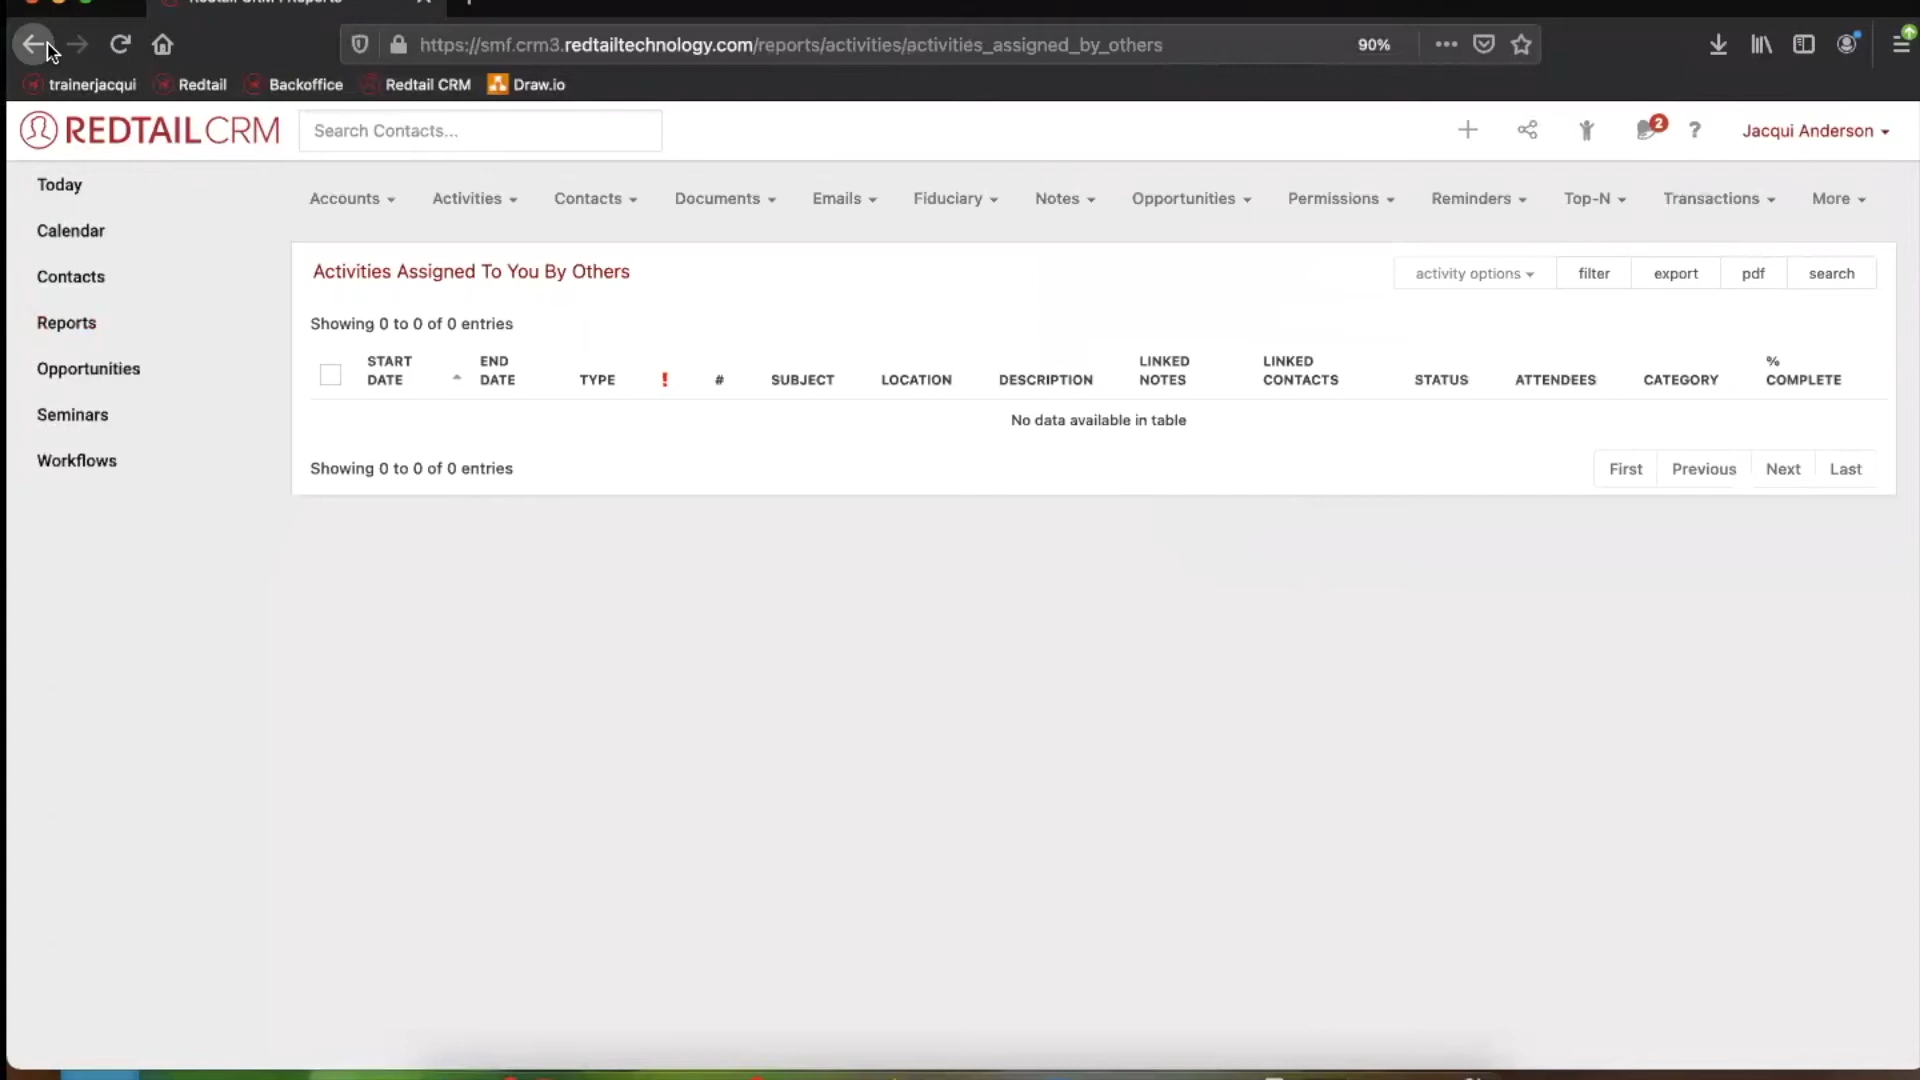 Redtail CRM | Reports
https://smf.crm3.redtailtechnology.com/reports/activities/activities_assigned_by_others 90%
trainerjacqui Redtail Backoffice Redtail CRM Draw.io
REDTAILCRM Search Contacts... 2 ? Jacqui Anderson
Today
Calendar
Contacts
Reports
Opportunities
Seminars
Workflows
Accounts Activities Contacts Documents Emails Fiduciary Notes Opportunities Permissions Reminders Top-N Transactions More
Activities Assigned To You By Others activity options filter export pdf search
Showing 0 to 0 of 0 entries
START DATE END DATE TYPE ! # SUBJECT LOCATION DESCRIPTION LINKED NOTES LINKED CONTACTS STATUS ATTENDEES CATEGORY % COMPLETE
No data available in table
Showing 0 to 0 of 0 entries First Previous Next Last